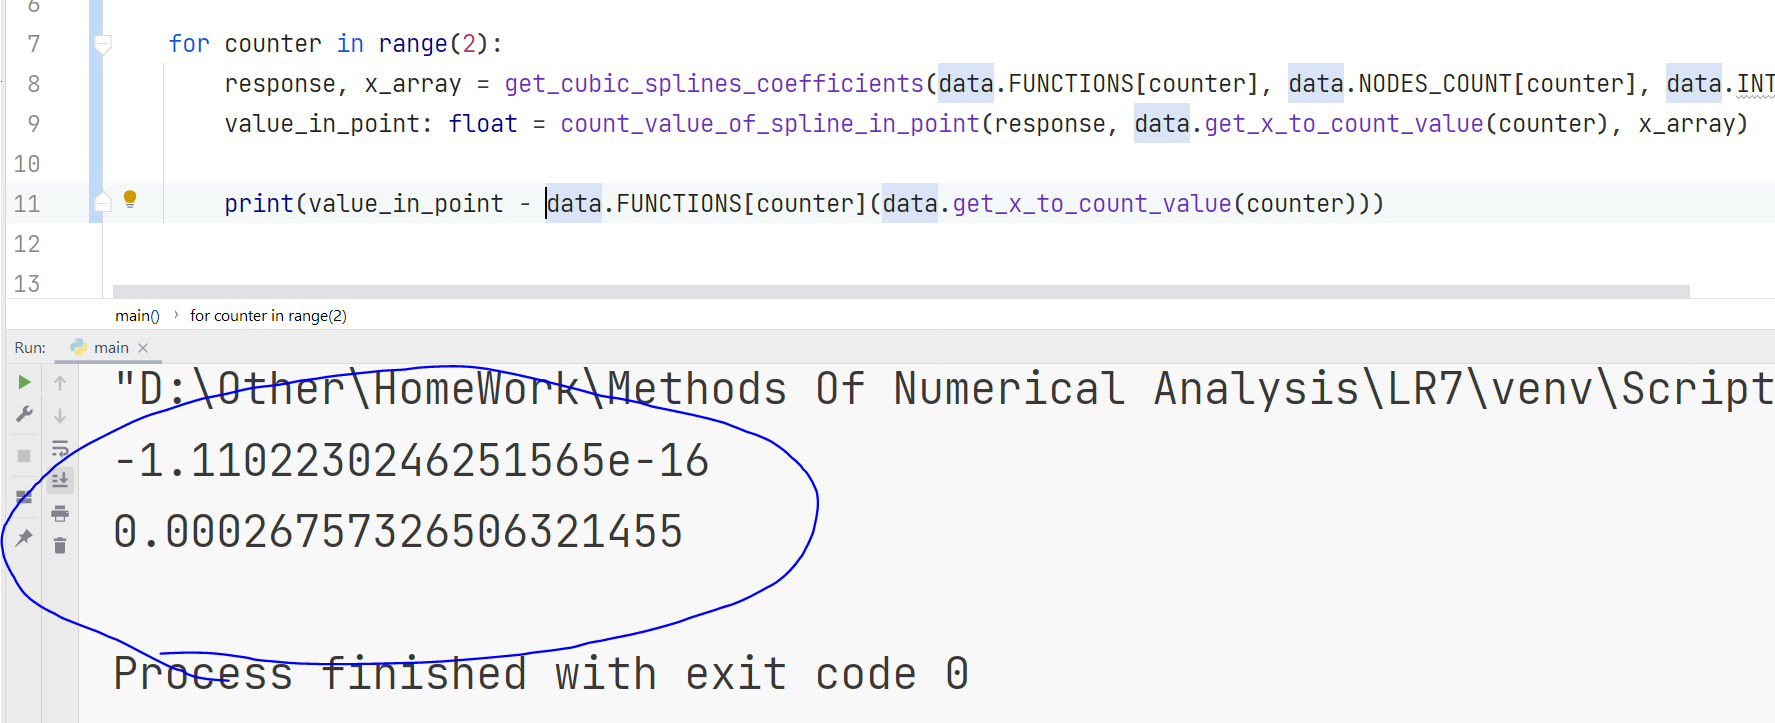 6
7 for counter in range(2):
8 response, x_array = get_cubic_splines_coefficients(data.FUNCTIONS[counter], data.NODES_COUNT[counter], data.INT
9 value_in_point: float = count_value_of_spline_in_point(response, data.get_x_to_count_value(counter), x_array)
10
11 print(value_in_point - data.FUNCTIONS[counter](data.get_x_to_count_value(counter)))
12
13
main() › for counter in range(2)
Run: main ×
"D:\Other\HomeWork\Methods Of Numerical Analysis\LR7\venv\Script
-1.1102230246251565e-16
0.00026757326506321455
Process finished with exit code 0